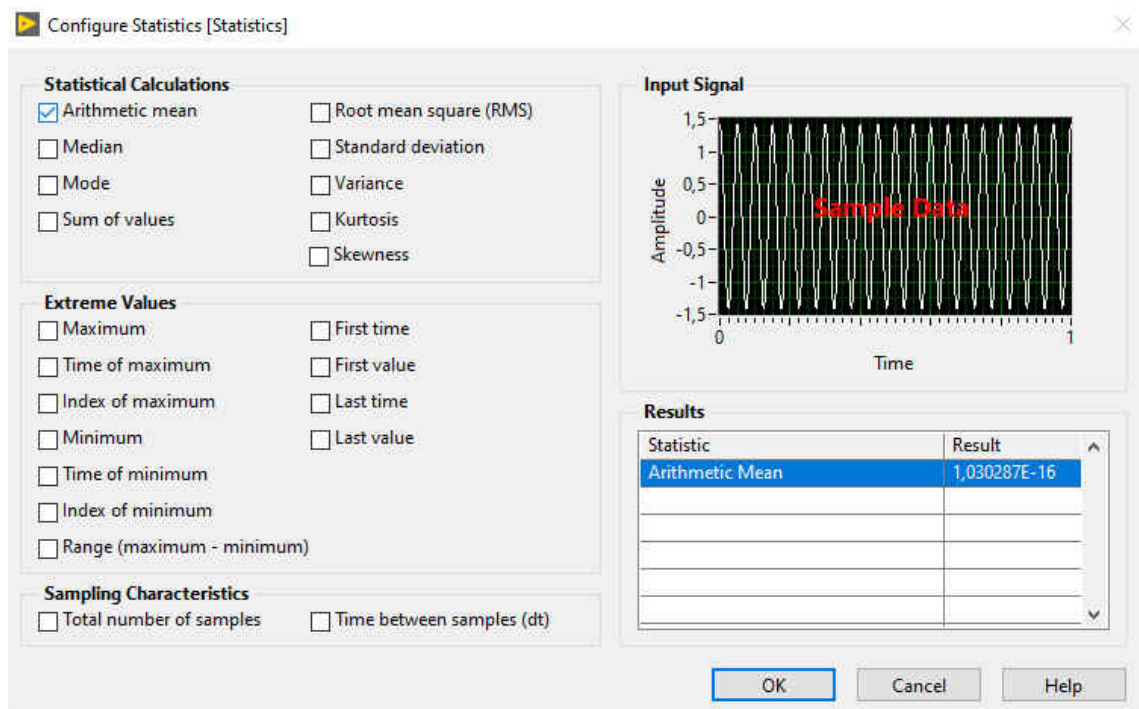 Configure Statistics [Statistics]
Statistical Calculations
Arithmetic mean
Root mean square (RMS)
Median
Standard deviation
Mode
Variance
Sum of values
Kurtosis
Skewness
Extreme Values
Maximum
First time
Time of maximum
First value
Index of maximum
Last time
Minimum
Last value
Time of minimum
Index of minimum
Range (maximum - minimum)
Sampling Characteristics
Total number of samples
Time between samples (dt)
Input Signal
1,5
1
0,5
0
-0,5
-1
-1,5
Amplitude
Sample Data
0
1
Time
Results
Statistic Result
Arithmetic Mean 1,030287E-16
OK
Cancel
Help